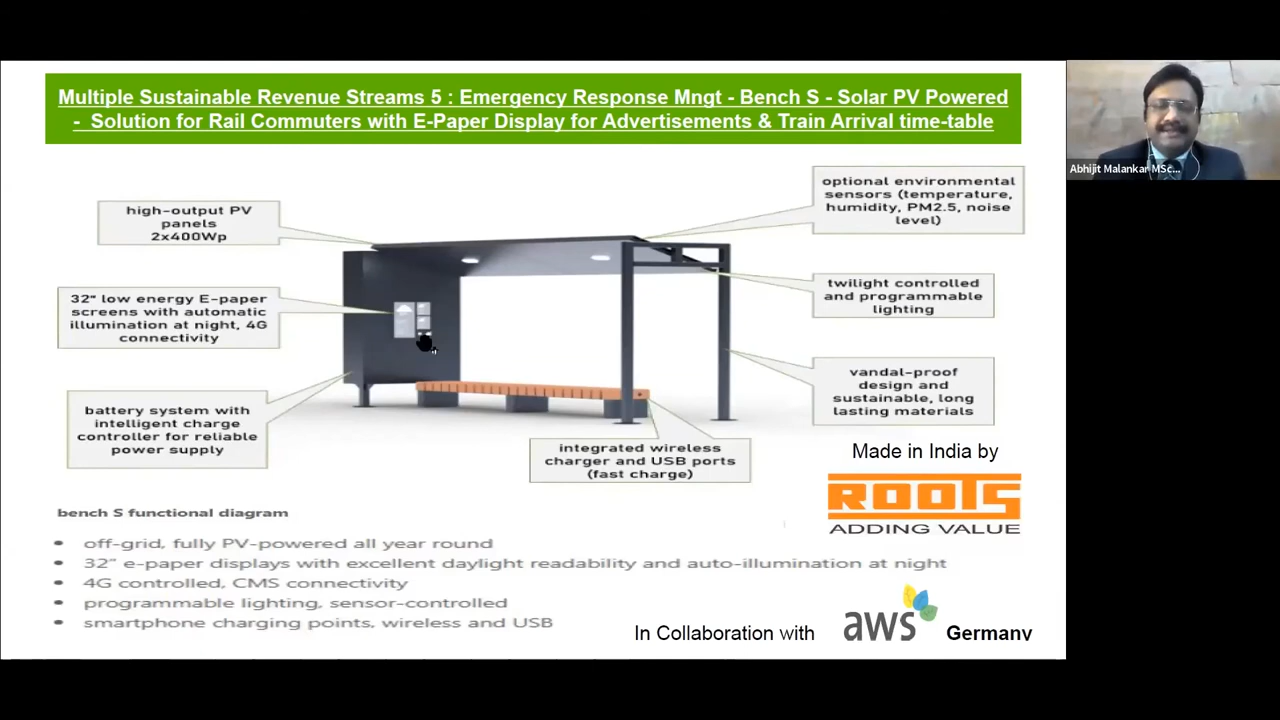 Multiple Sustainable Revenue Streams 5 : Emergency Response Mngt - Bench S - Solar PV Powered
- Solution for Rail Commuters with E-Paper Display for Advertisements & Train Arrival time-table
Abhijit Malankar MSc...
high-output PV
panels
2x400Wp
optional environmental
sensors (temperature,
humidity, PM2.5, noise
level)
32" low energy E-paper
screens with automatic
illumination at night, 4G
connectivity
twilight controlled
and programmable
lighting
battery system with
intelligent charge
controller for reliable
power supply
vandal-proof
design and
sustainable, long
lasting materials
integrated wireless
charger and USB ports
(fast charge)
Made in India by
ROOTS
ADDING VALUE
bench S functional diagram
• off-grid, fully PV-powered all year round
• 32" e-paper displays with excellent daylight readability and auto-illumination at night
• 4G controlled, CMS connectivity
• programmable lighting, sensor-controlled
• smartphone charging points, wireless and USB
In Collaboration with aws Germany